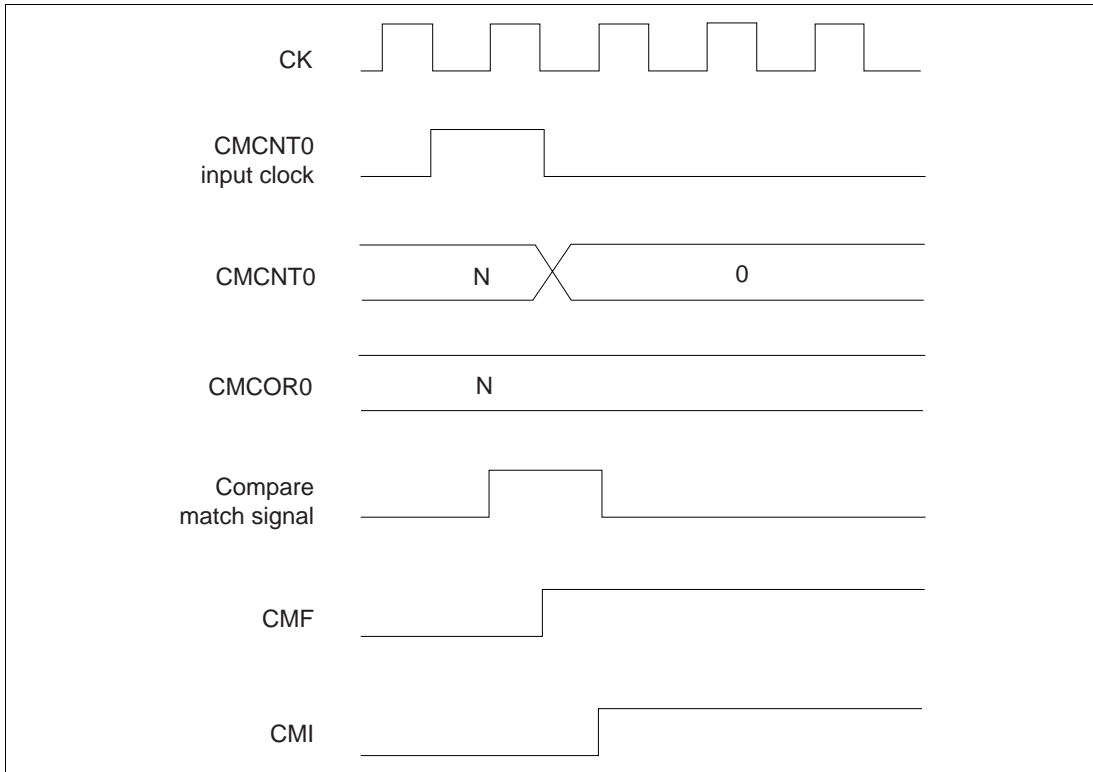 CK
CMCNT0
input clock
CMCNT0
N
0
CMCOR0
N
Compare
match signal
CMF
CMI